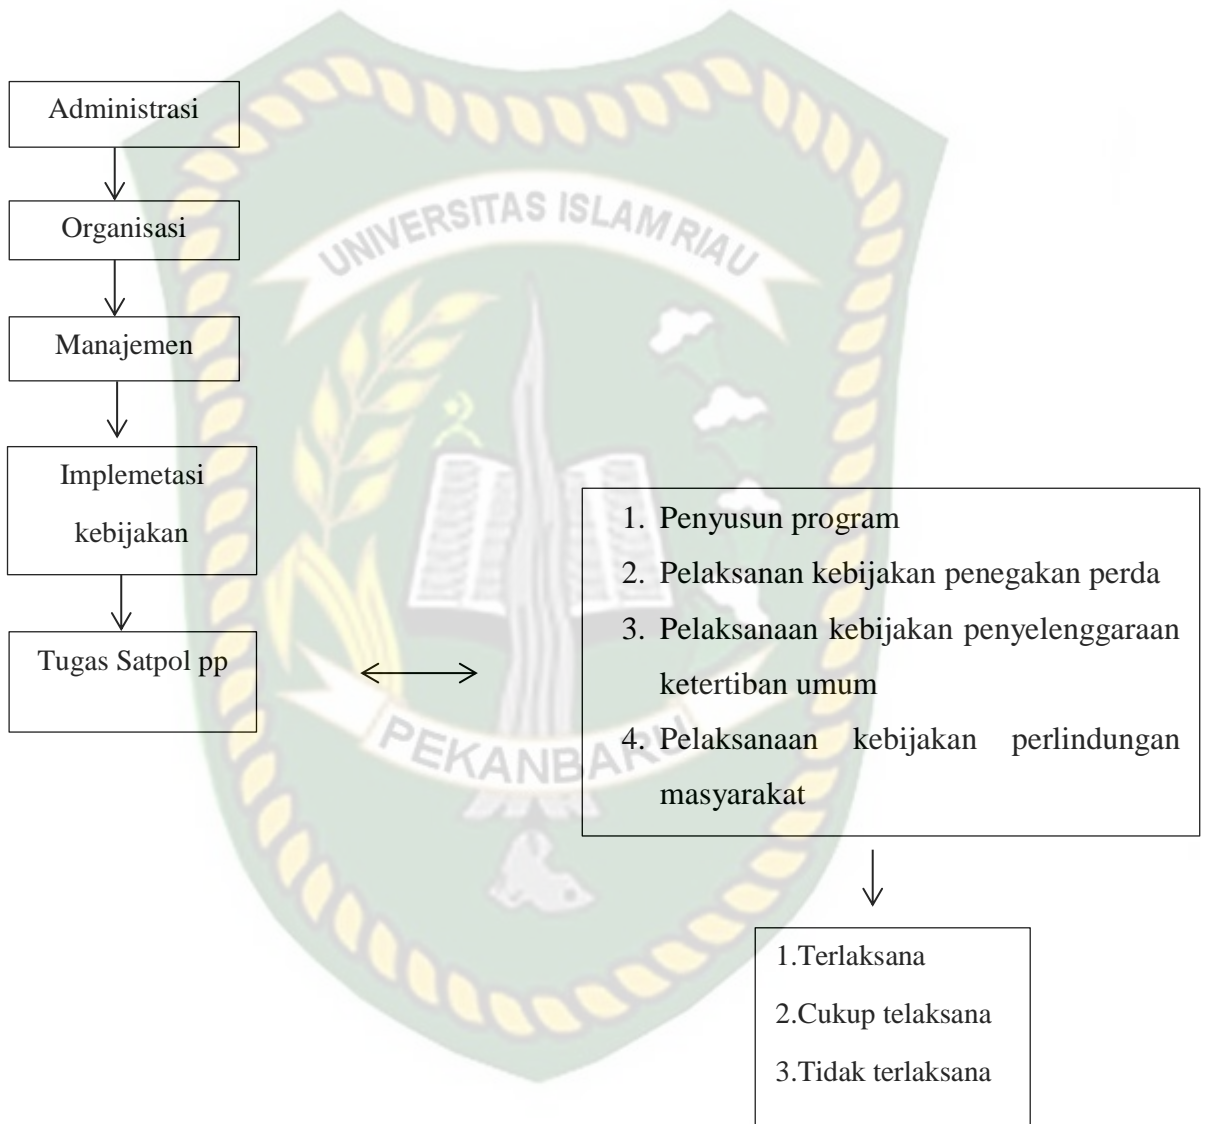 Administrasi
Organisasi
Manajemen
Implemetasi
kebijakan
Tugas Satpol pp
1. Penyusun program
2. Pelaksanan kebijakan penegakan perda
3. Pelaksanaan kebijakan penyelenggaraan
ketertiban umum
4. Pelaksanaan kebijakan perlindungan
masyarakat
1.Terlaksana
2.Cukup telaksana
3.Tidak terlaksana
UNIVERSITAS ISLAM RIAU
PEKANBARU